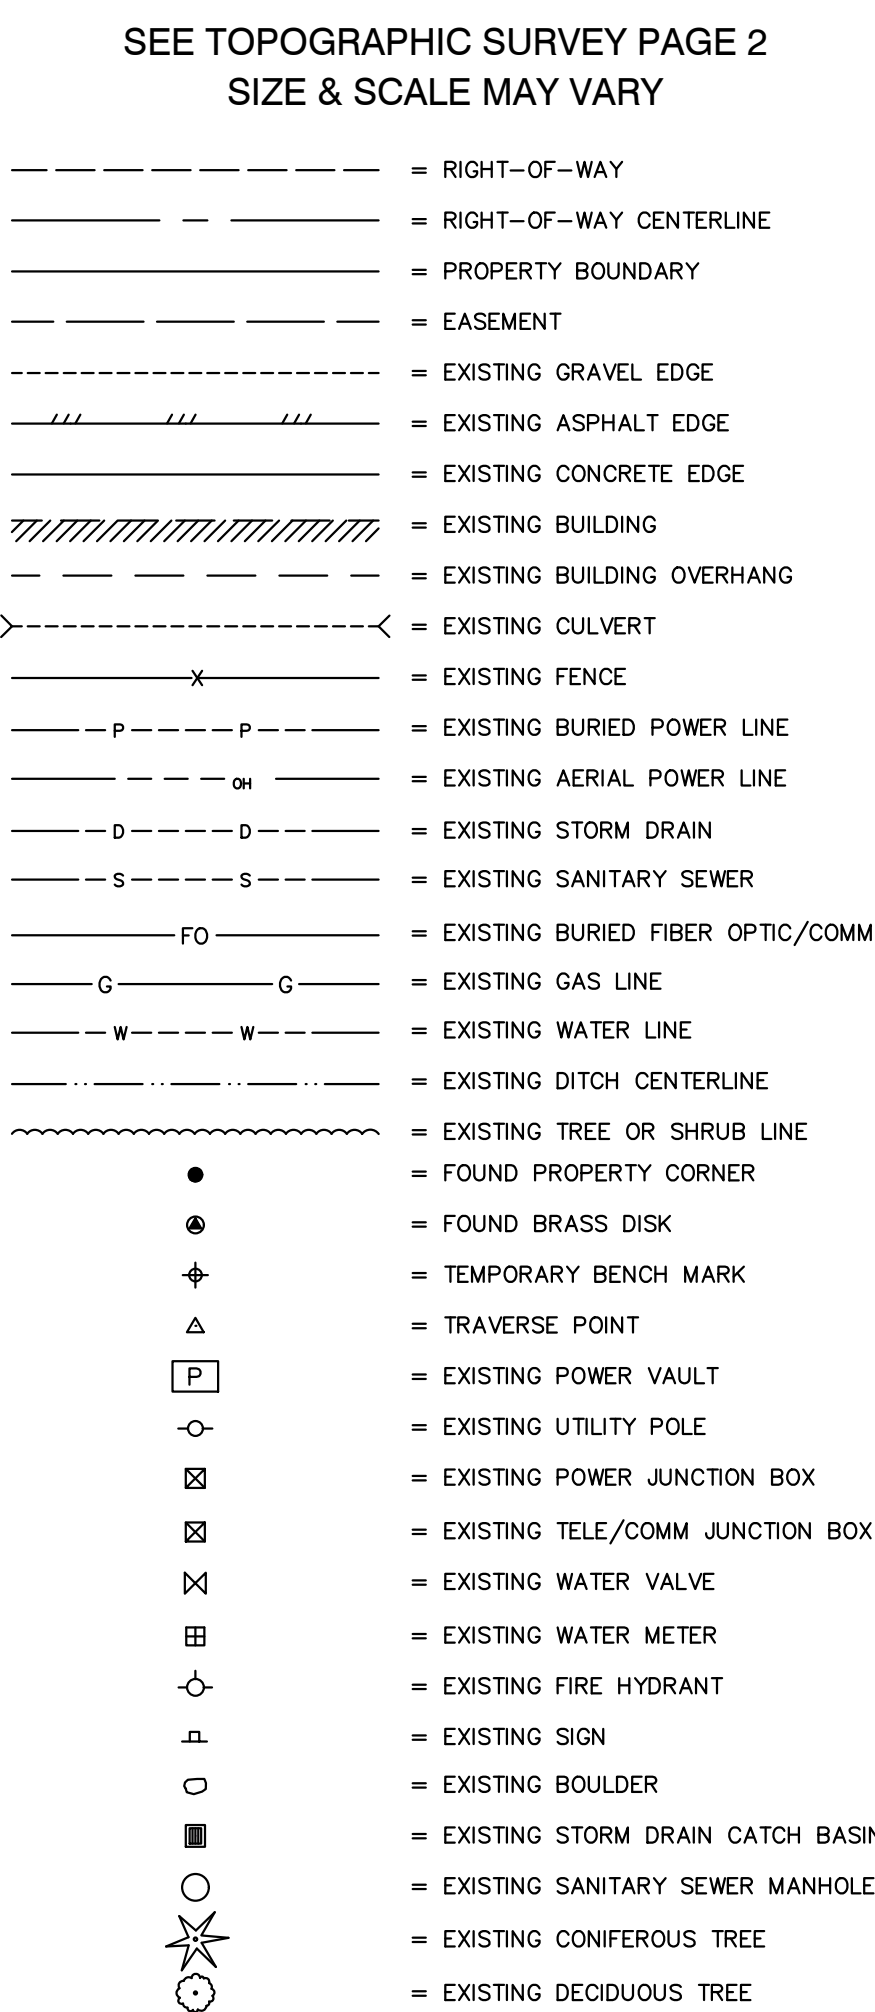 SEE TOPOGRAPHIC SURVEY PAGE 2
SIZE & SCALE MAY VARY
= RIGHT-OF-WAY
= RIGHT-OF-WAY CENTERLINE
= PROPERTY BOUNDARY
= EASEMENT
= EXISTING GRAVEL EDGE
= EXISTING ASPHALT EDGE
= EXISTING CONCRETE EDGE
= EXISTING BUILDING
= EXISTING BUILDING OVERHANG
= EXISTING CULVERT
X = EXISTING FENCE
P P = EXISTING BURIED POWER LINE
OH = EXISTING AERIAL POWER LINE
D D = EXISTING STORM DRAIN
S S = EXISTING SANITARY SEWER
FO = EXISTING BURIED FIBER OPTIC/COMM
G G = EXISTING GAS LINE
W W = EXISTING WATER LINE
= EXISTING DITCH CENTERLINE
= EXISTING TREE OR SHRUB LINE
= FOUND PROPERTY CORNER
= FOUND BRASS DISK
= TEMPORARY BENCH MARK
= TRAVERSE POINT
P = EXISTING POWER VAULT
= EXISTING UTILITY POLE
= EXISTING POWER JUNCTION BOX
= EXISTING TELE/COMM JUNCTION BOX
= EXISTING WATER VALVE
= EXISTING WATER METER
= EXISTING FIRE HYDRANT
= EXISTING SIGN
= EXISTING BOULDER
= EXISTING STORM DRAIN CATCH BASIN
= EXISTING SANITARY SEWER MANHOLE
= EXISTING CONIFEROUS TREE
= EXISTING DECIDUOUS TREE